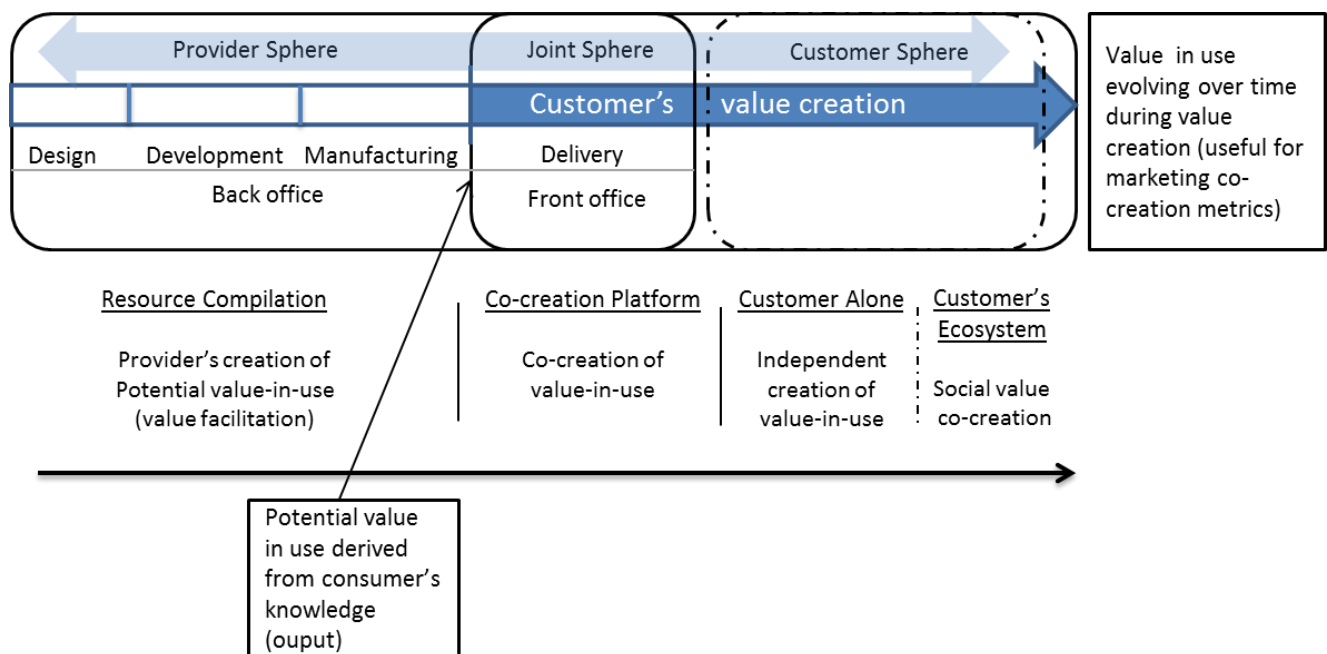 Provider Sphere
Joint Sphere
Customer Sphere
Customer's value creation
Design
Development
Manufacturing
Delivery
Back office
Front office
Value in use
evolving over time
during value
creation (useful for
marketing co-
creation metrics)
Resource Compilation
Provider's creation of
Potential value-in-use
(value facilitation)
Co-creation Platform
Co-creation of
value-in-use
Customer Alone
Independent
creation of
value-in-use
Customer's
Ecosystem
Social value
co-creation
Potential value
in use derived
from consumer's
knowledge
(ouput)